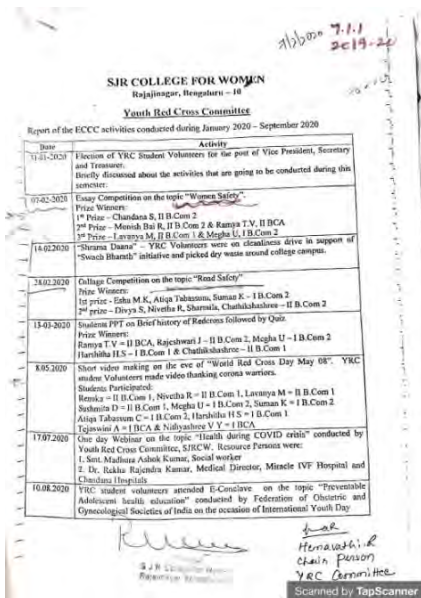 7/2/2020 7.1.1
2019-20
SJR COLLEGE FOR WOMEN
Rajajinagar, Bengaluru – 10
Youth Red Cross Committee
Report of the ECCC activities conducted during January 2020 – September 2020
Date Activity
31-01-2020 Election of YRC Student Volunteers for the post of Vice President, Secretary
and Treasurer.
Briefly discussed about the activities that are going to be conducted during this
semester.
07-02-2020 Essay Competition on the topic "Women Safety".
Prize Winners:
1st Prize – Chandana S, II B.Com 2
2nd Prize – Monish Bai R, II B.Com 2 & Ramya T.V, II BCA
3rd Prize – Lavanya M, II B.Com 1 & Megha U, I B.Com 2
14.02.2020 "Shrama Daana" – YRC Volunteers were on cleanliness drive in support of
"Swach Bharath" initiative and picked dry waste around college campus.
28.02.2020 Collage Competition on the topic "Road Safety"
Prize Winners:
1st prize - Esha M.K, Atiqa Tabassum, Suman K – I B.Com 2
2nd prize – Divya S, Nivetha R, Sharmila, Chathikshashree – II B.Com 2
13-03-2020 Students PPT on Brief history of Redcross followed by Quiz.
Prize Winners:
Ramya T.V = II BCA, Rajeshwari J – II B.Com 2, Megha U – I B.Com 2
Harshitha H.S – I B.Com 1 & Chathikshashree – II B.Com 1
8.05.2020 Short video making on the eve of "World Red Cross Day May 08". YRC
student Volunteers made video thanking corona warriors.
Students Participated:
Remka = II B.Com 1, Nivetha R = II B.Com 1, Lavanya M = II B.Com 1
Sushmita D = II B.Com 1, Megha U = I B.Com 2, Suman K = I B.Com 2
Atiqa Tabassum C = I B.Com 2, Harshitha H S = I B.Com 1
Tejaswini A = I BCA & Nithyashree V Y = I BCA
17.07.2020 One day Webinar on the topic "Health during COVID crisis" conducted by
Youth Red Cross Committee, SJRCW. Resource Persons were:
1. Smt. Madhura Ashok Kumar, Social worker
2. Dr. Rekha Rajendra Kumar, Medical Director, Miracle IVF Hospital and
Chandana Hospitals
10.08.2020 YRC student volunteers attended E-Conclave on the topic "Preventable
Adolescent health education" conducted by Federation of Obstetric and
Gynecological Societies of India on the occasion of International Youth Day
Hemavathi.R
Chair Person
YRC Committee
Scanned by TapScanner